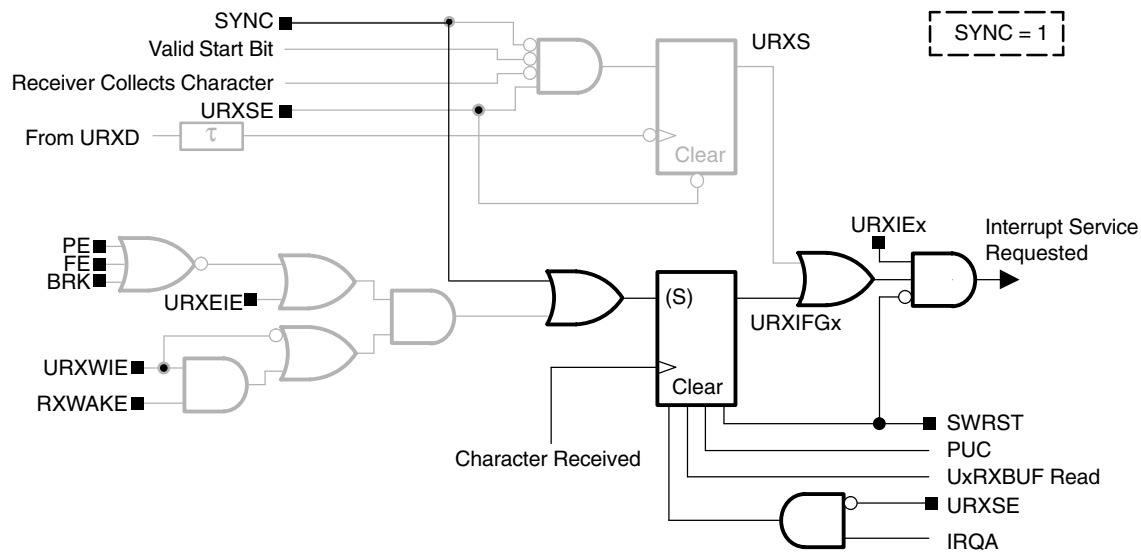 SYNC
SYNC = 1
Valid Start Bit
URXS
Receiver Collects Character
URXSE
From URXD
τ
Clear
PE
FE
BRK
URXEIE
URXWIE
RXWAKE
(S)
URXIFGx
URXIEx
Interrupt Service
Requested
Clear
Character Received
SWRST
PUC
UxRXBUF Read
URXSE
IRQA